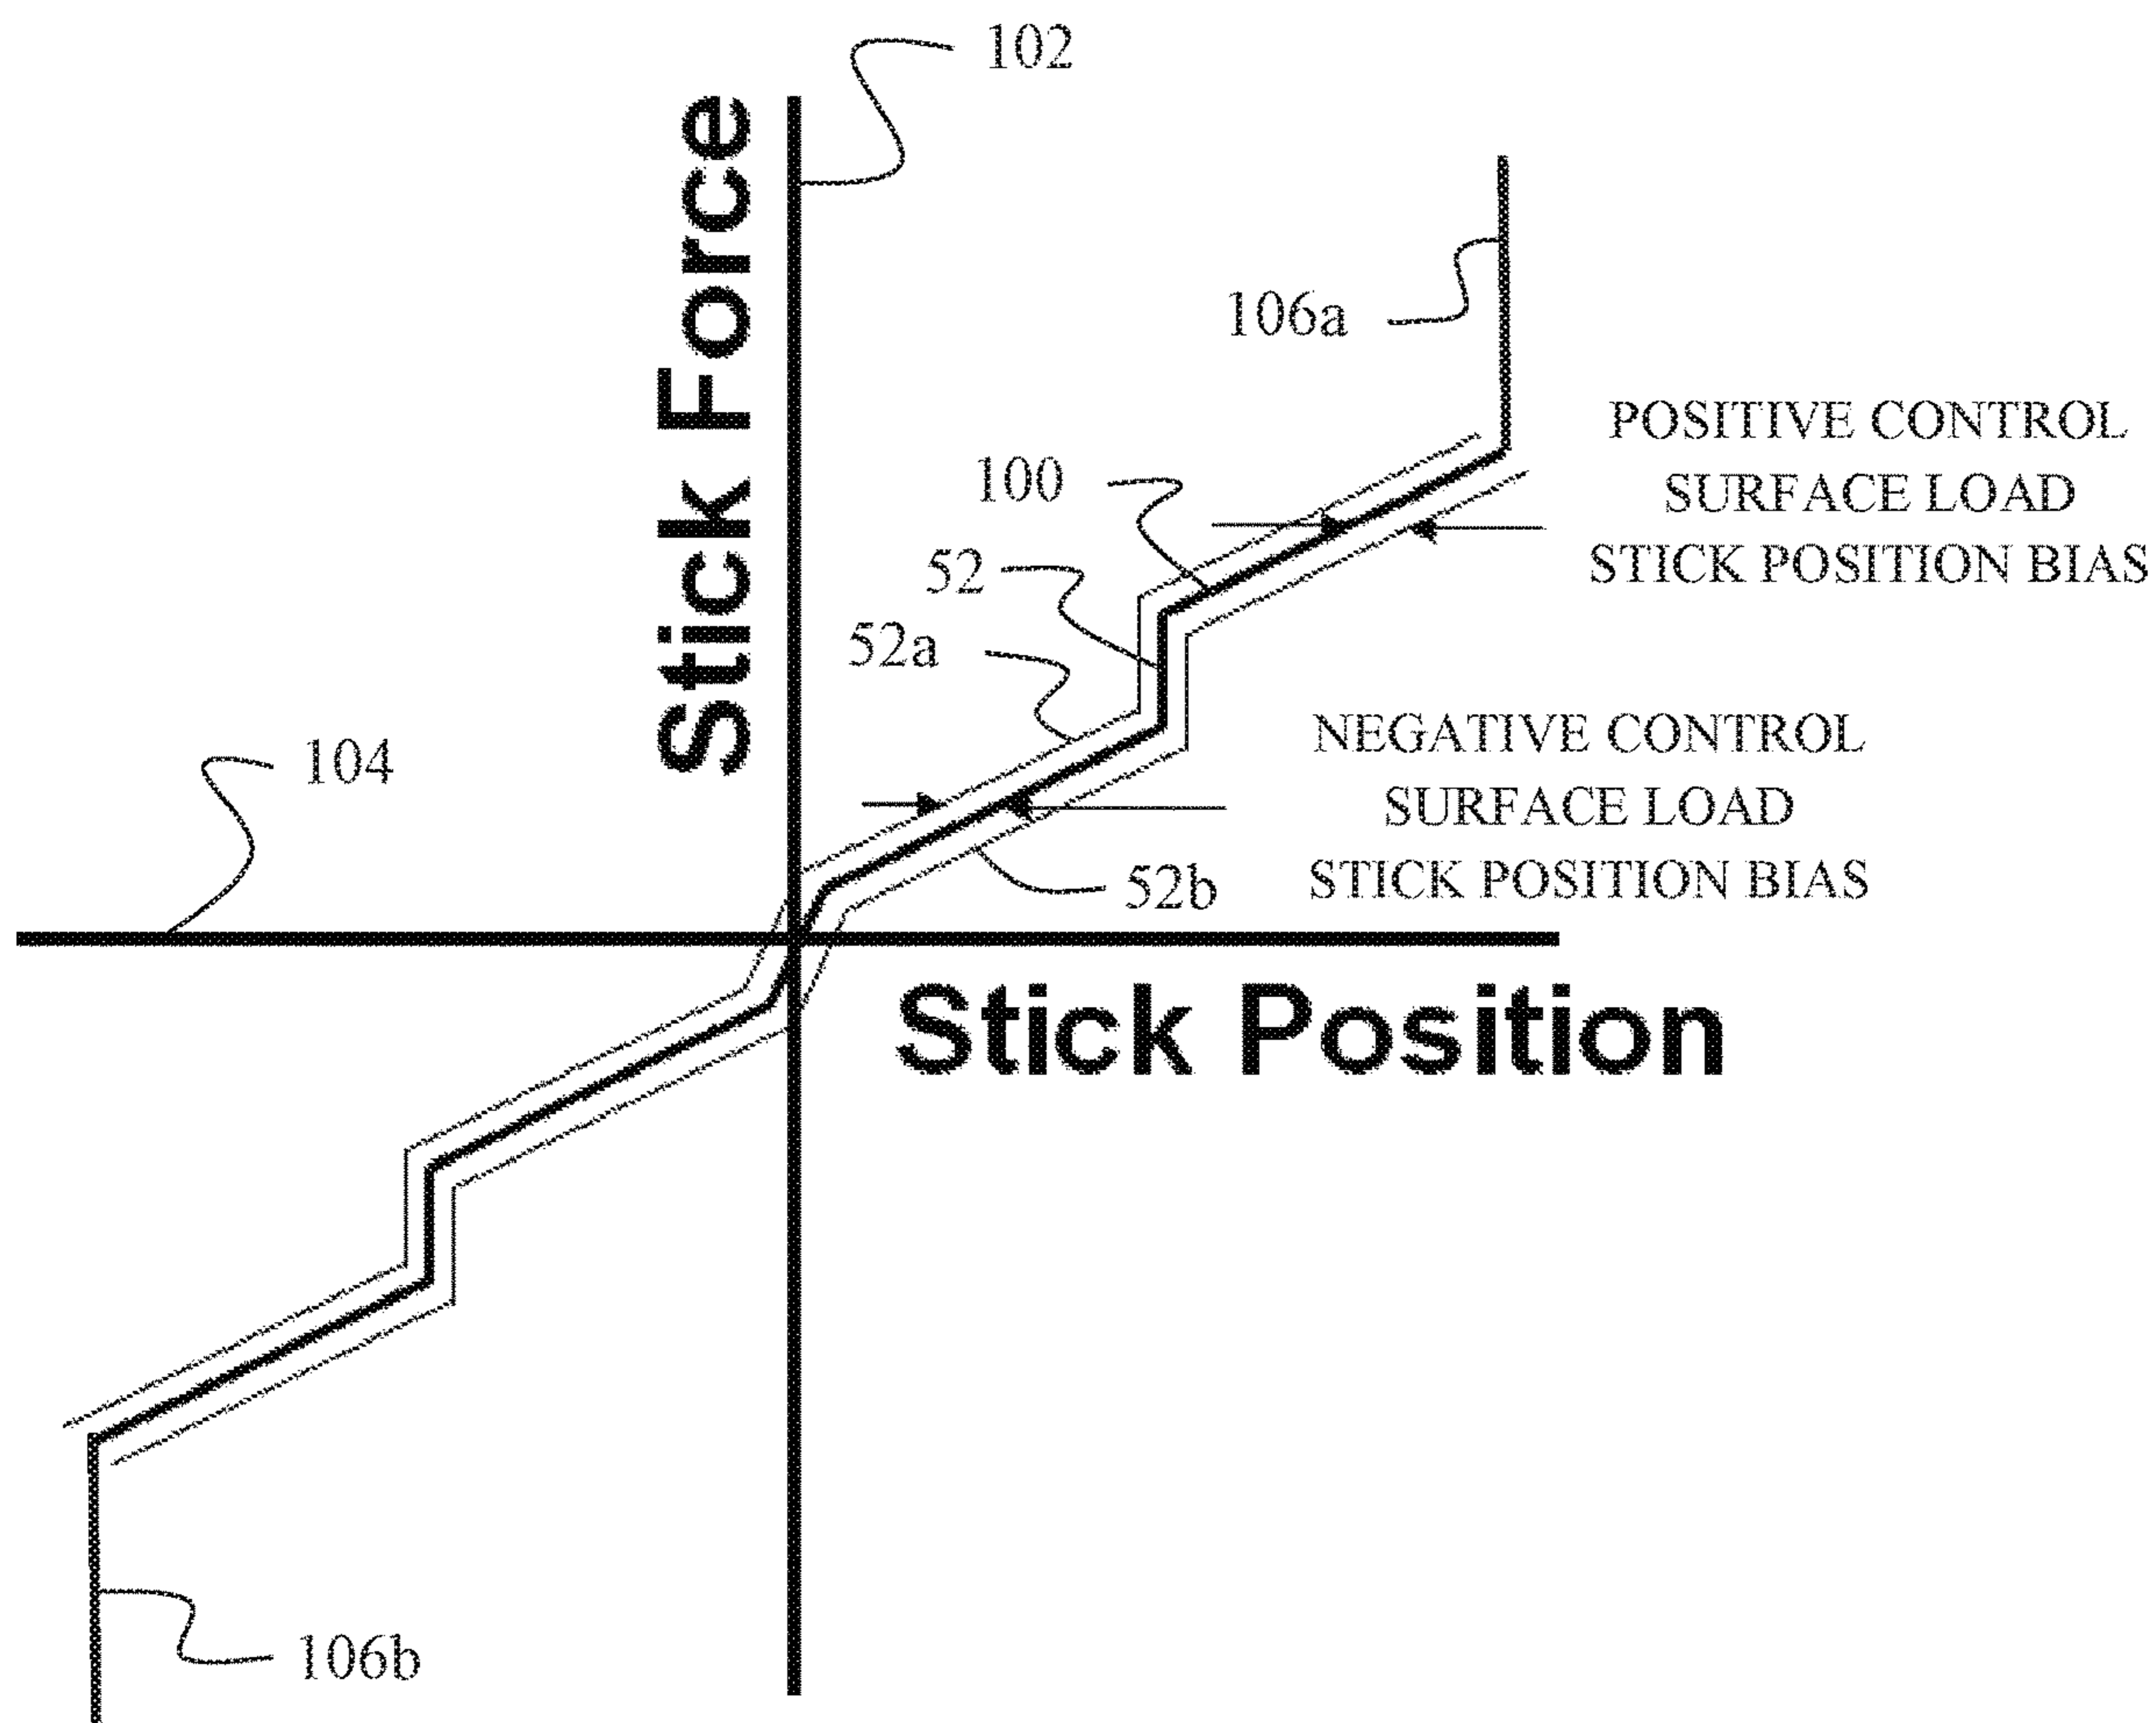 102
Stick Force
106a
POSITIVE CONTROL
SURFACE LOAD
STICK POSITION BIAS
100
52
52a
NEGATIVE CONTROL
SURFACE LOAD
STICK POSITION BIAS
104
52b
Stick Position
106b